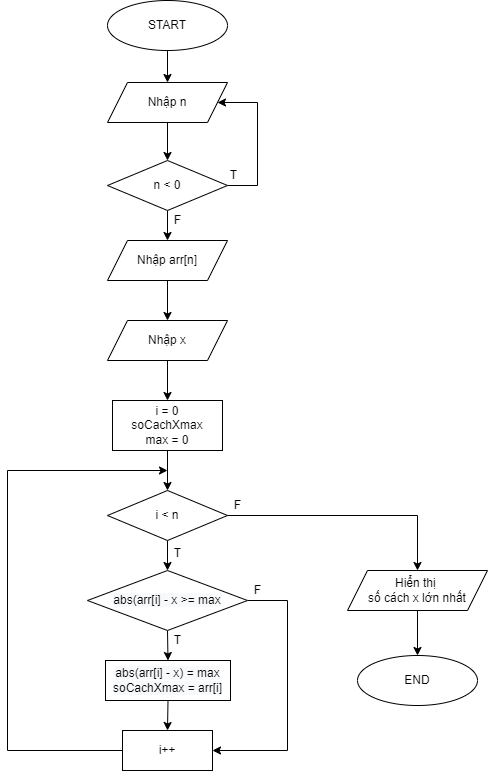 START
Nhập n
n < 0
T
F
Nhập arr[n]
Nhập x
i = 0
soCachXmax
max = 0
i < n
F
T
abs(arr[i] - x >= max
F
T
abs(arr[i] - x) = max
soCachXmax = arr[i]
i++
Hiển thị
số cách x lớn nhất
END